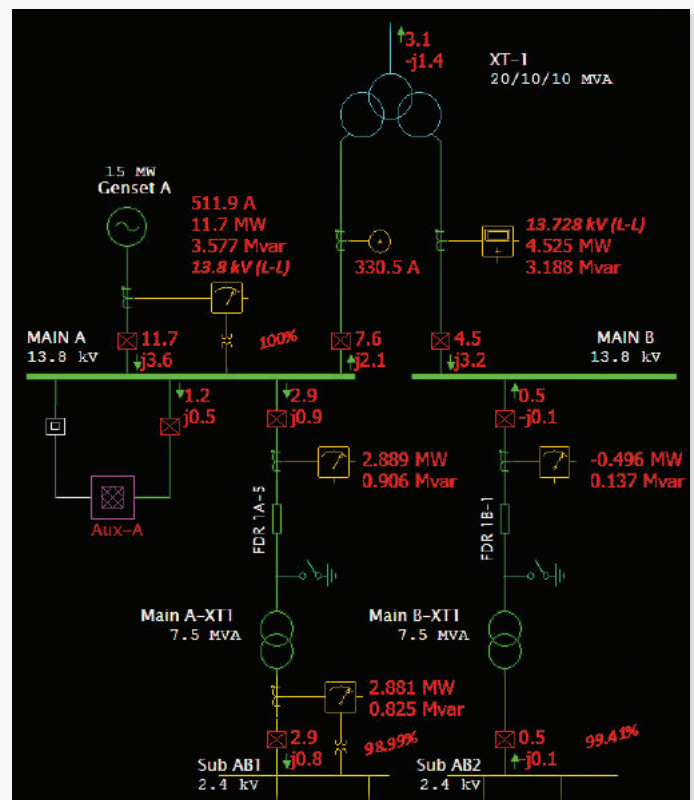 3.1
-j1.4
XT-1
20/10/10 MVA
15 MW
Genset A
511.9 A
11.7 MW
3.577 Mvar
13.8 kV (L-L)
330.5 A
13.728 kV (L-L)
4.525 MW
3.188 Mvar
MAIN A
13.8 kV
11.7
j3.6
100%
7.6
j2.1
4.5
j3.2
MAIN B
13.8 kV
1.2
j0.5
2.9
j0.9
0.5
-j0.1
2.889 MW
0.906 Mvar
-0.496 MW
0.137 Mvar
Aux-A
FDR 1A-5
FDR 1B-1
Main A-XT1
7.5 MVA
Main B-XT1
7.5 MVA
2.881 MW
0.825 Mvar
2.9
j0.8
98.99%
0.5
-j0.1
99.41%
Sub AB1
2.4 kV
Sub AB2
2.4 kV